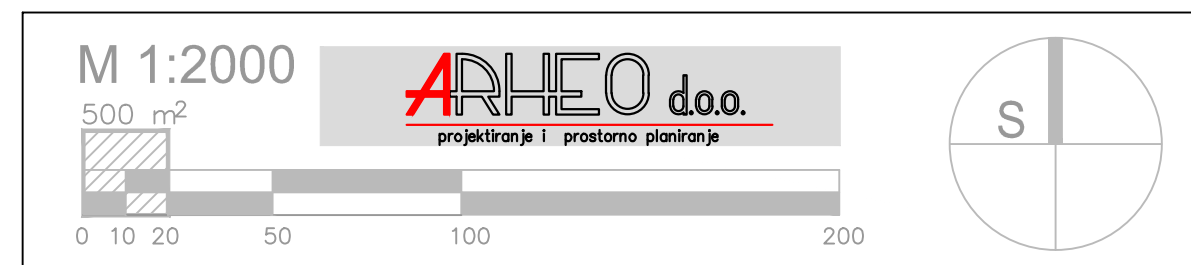 M 1:2000
500 m²
ARHEO d.o.o.
projektiranje i prostorno planiranje
0 10 20 50 100 200
S